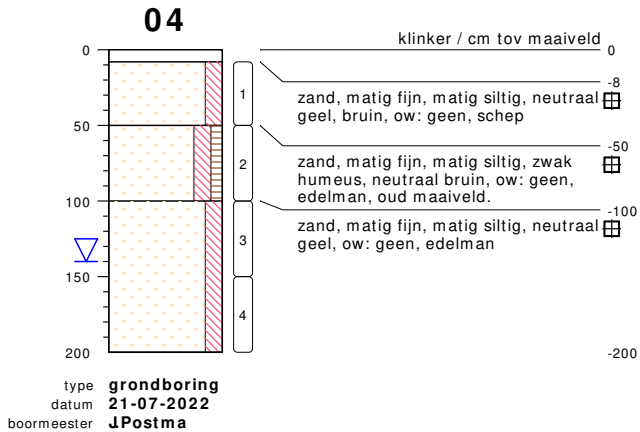 04
klinker / cm tov maaiveld
0
0
-8
1
zand, matig fijn, matig siltig, neutraal
geel, bruin, ow: geen, schep
50
-50
2
zand, matig fijn, matig siltig, zwak
humeus, neutraal bruin, ow: geen,
edelman, oud maaiveld.
100
-100
3
zand, matig fijn, matig siltig, neutraal
geel, ow: geen, edelman
150
4
200
-200
type grondboring
datum 21-07-2022
boormeester J.Postma